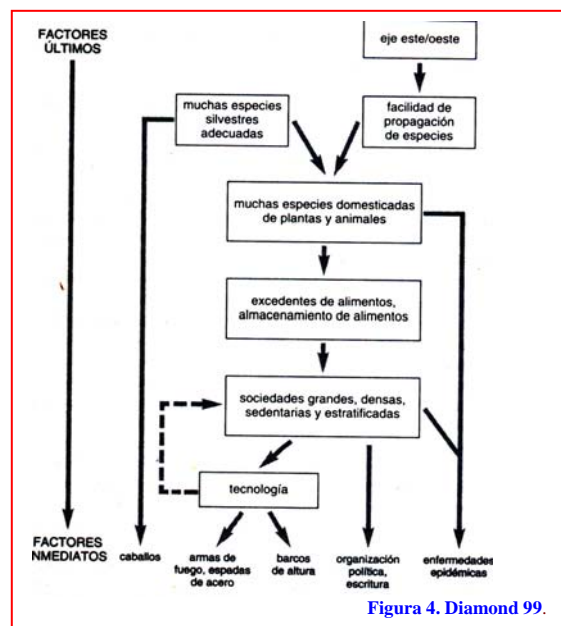 FACTORES
ÚLTIMOS
eje este/oeste
muchas especies
silvestres
adecuadas
facilidad de
propagación
de especies
muchas especies domesticadas
de plantas y animales
excedentes de alimentos,
almacenamiento de alimentos
sociedades grandes, densas,
sedentarias y estratificadas
tecnología
FACTORES
NMEDIATOS
caballos
armas de
fuego, espadas
de acero
barcos
de altura
organización
política,
escritura
enfermedades
epidémicas
Figura 4. Diamond 99.